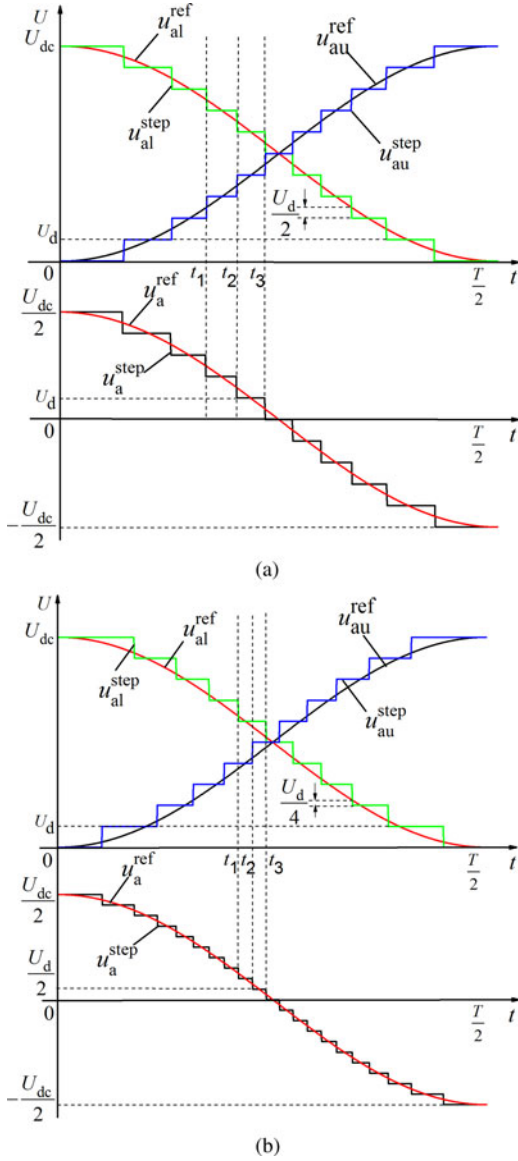 U
U_dc
u_al^ref
u_au^ref
u_al^step
u_au^step
U_d/2
U_d
0
t_1
t_2
t_3
T/2
t
U_dc/2
u_a^ref
u_a^step
U_d
0
T/2
t
-U_dc/2
(a)
U
U_dc
u_al^ref
u_au^ref
u_al^step
u_au^step
U_d/4
U_d
0
t_1
t_2
t_3
T/2
t
U_dc/2
u_a^ref
u_a^step
U_d/2
0
T/2
t
-U_dc/2
(b)